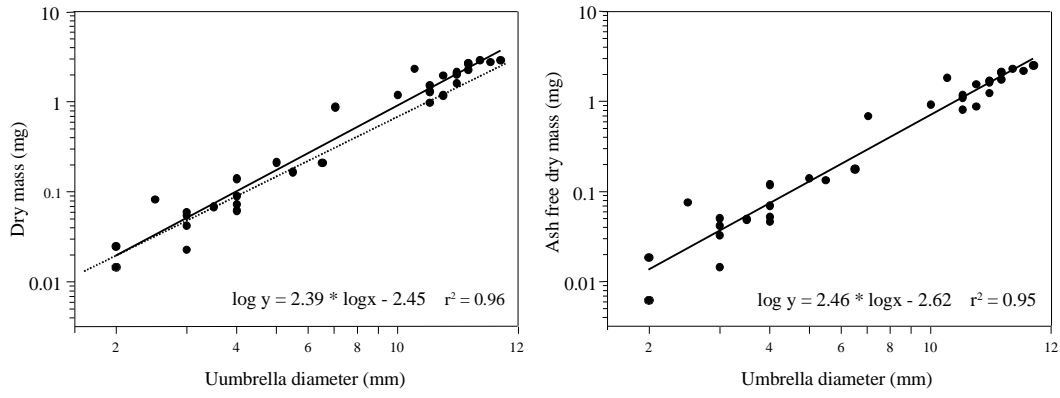 10
1
0.1
0.01
Dry mass (mg)
log y = 2.39 * logx - 2.45 r² = 0.96
2 4 6 8 10 12
Uumbrella diameter (mm)
10
1
0.1
0.01
Ash free dry mass (mg)
log y = 2.46 * logx - 2.62 r² = 0.95
2 4 6 8 10 12
Umbrella diameter (mm)